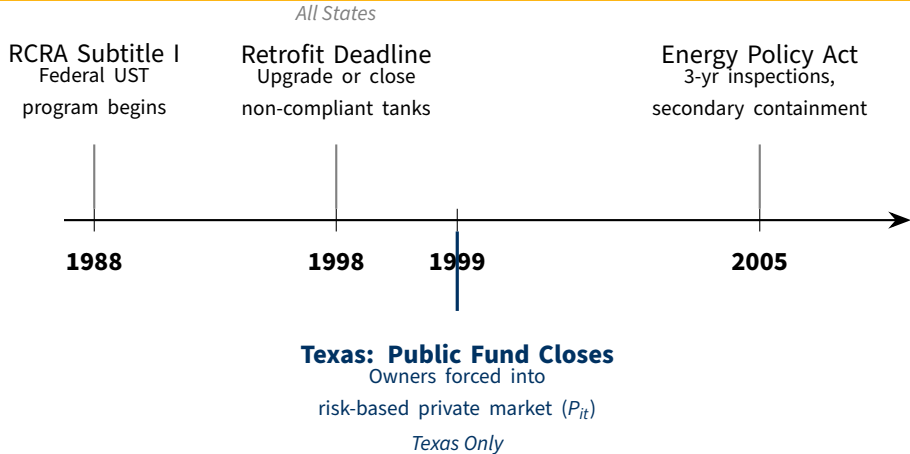 All States
RCRA Subtitle I
Federal UST
program begins
Retrofit Deadline
Upgrade or close
non-compliant tanks
Energy Policy Act
3-yr inspections,
secondary containment
1988
1998
1999
2005
Texas: Public Fund Closes
Owners forced into
risk-based private market (P_{it})
Texas Only